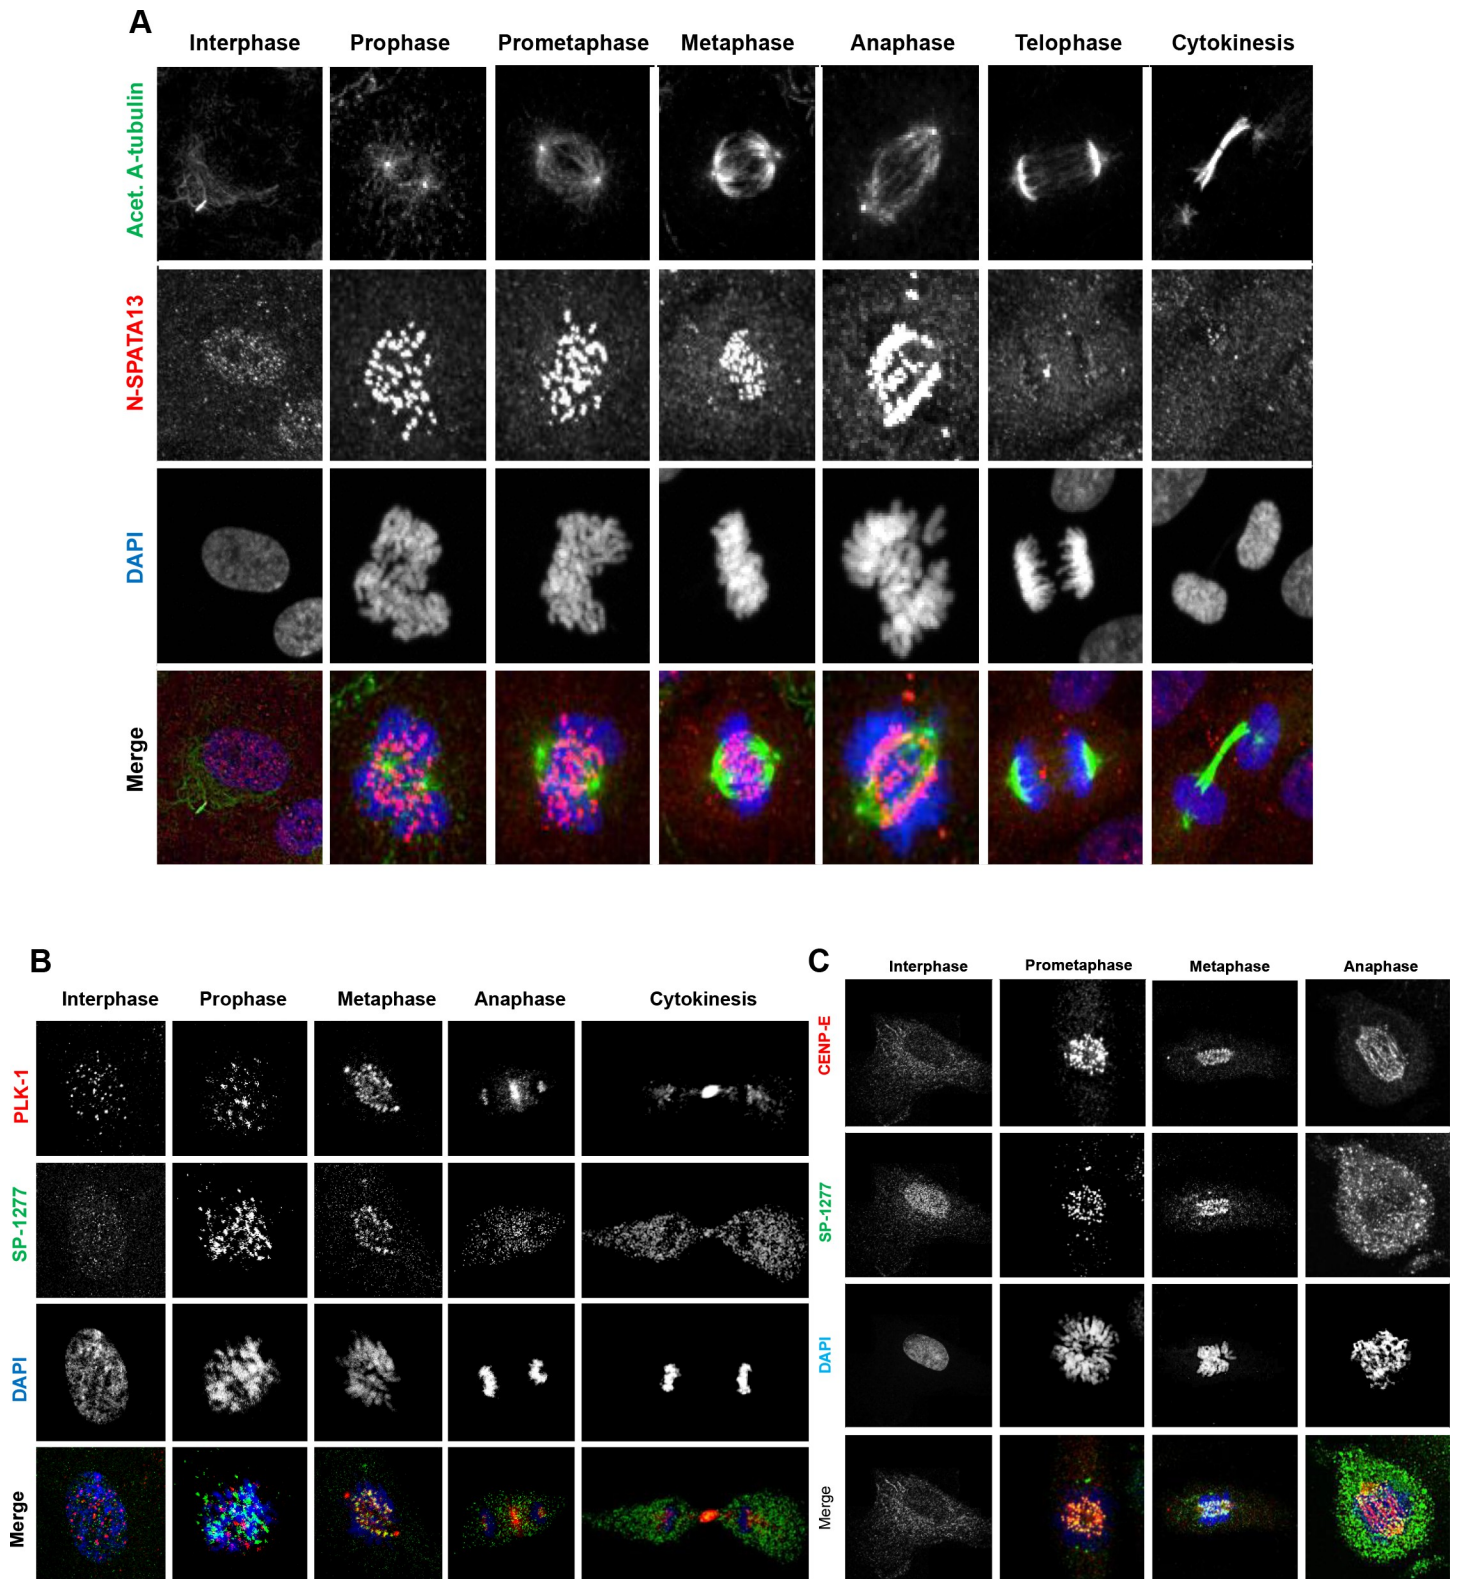 A
Interphase Prophase Prometaphase Metaphase Anaphase Telophase Cytokinesis
Acet. A-tubulin
N-SPATA13
DAPI
Merge
B
Interphase Prophase Metaphase Anaphase Cytokinesis
PLK-1
SP-1277
DAPI
Merge
C
Interphase Prometaphase Metaphase Anaphase
CENP-E
SP-1277
DAPI
Merge